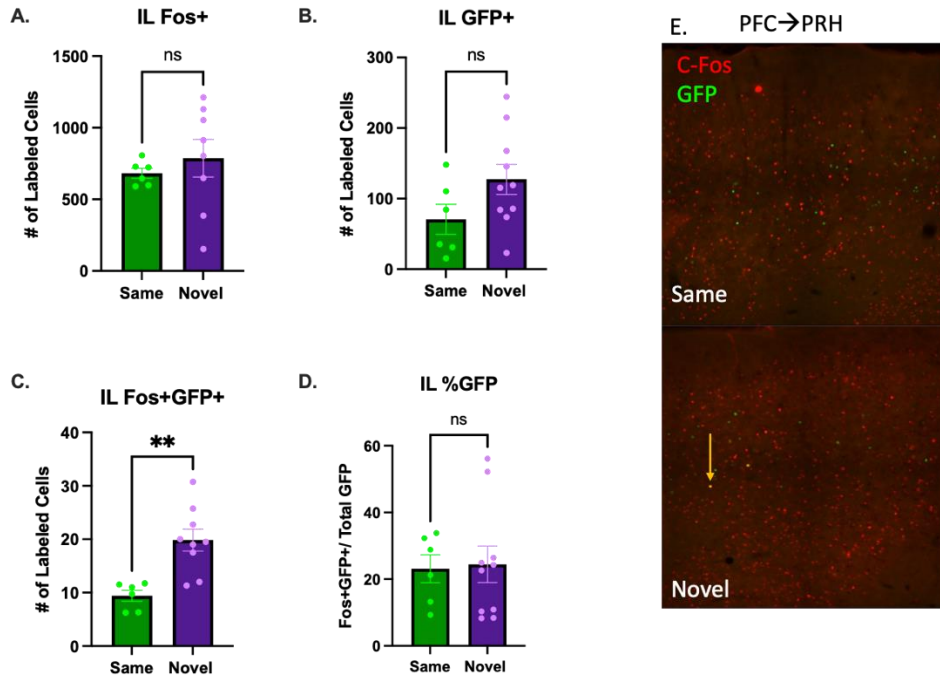 A.
IL Fos+
# of Labeled Cells
1500
1000
500
0
ns
Same
Novel
B.
IL GFP+
# of Labeled Cells
300
200
100
0
ns
Same
Novel
C.
IL Fos+GFP+
# of Labeled Cells
40
30
20
10
0
**
Same
Novel
D.
IL %GFP
Fos+GFP+/ Total GFP
60
40
20
0
ns
Same
Novel
E.
PFC→PRH
C-Fos
GFP
Same
Novel